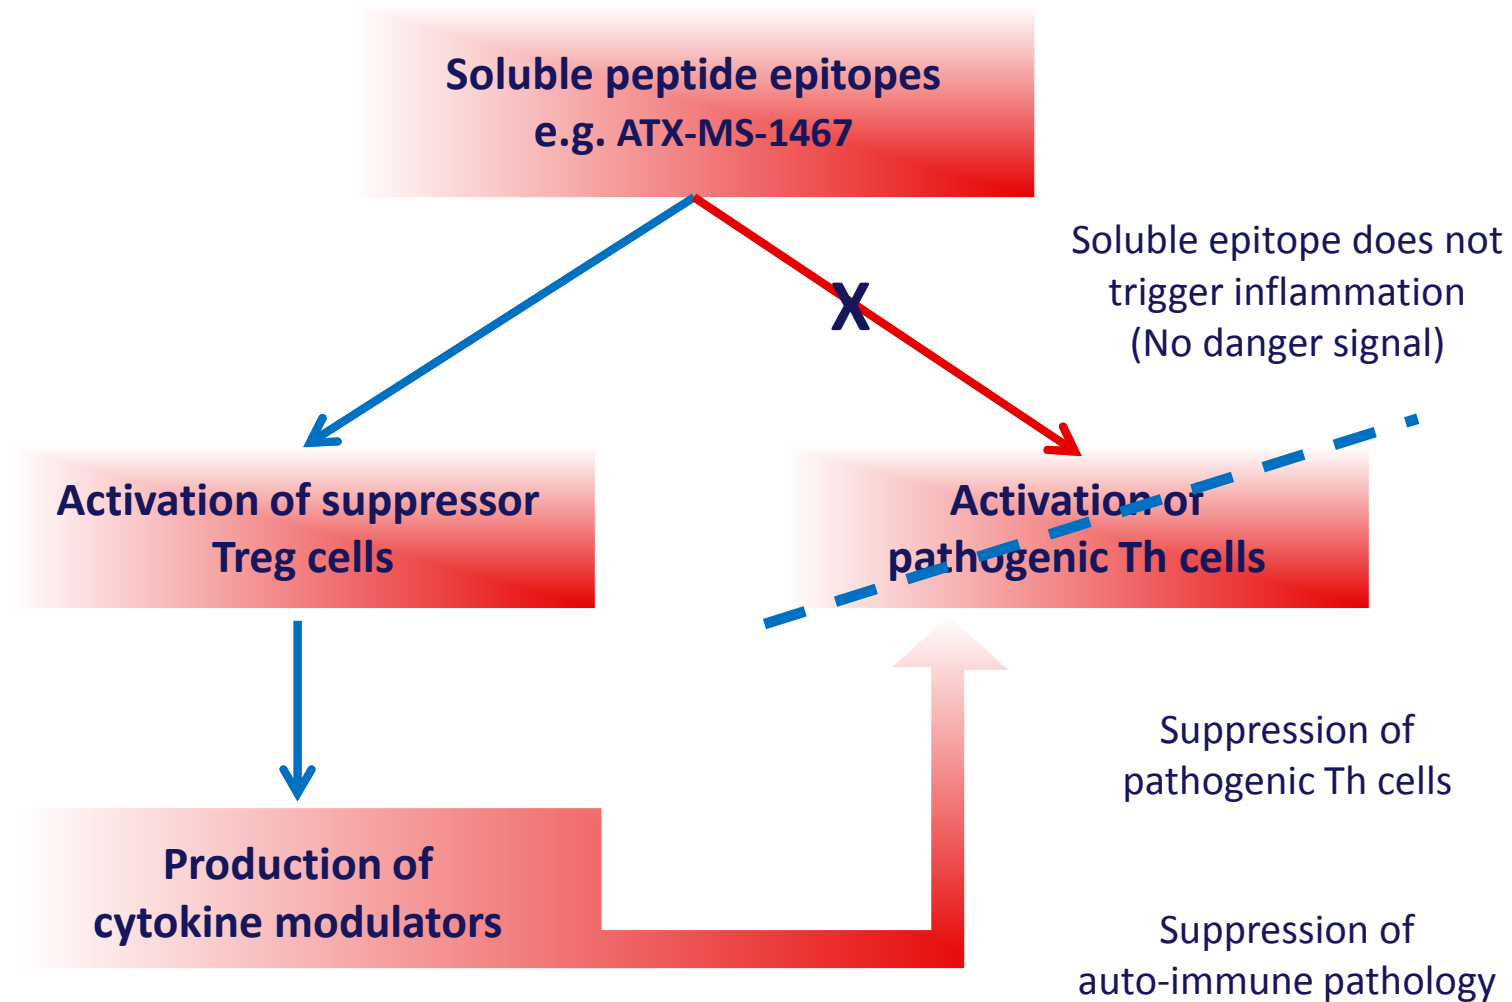 Soluble peptide epitopes
e.g. ATX-MS-1467
X
Soluble epitope does not
trigger inflammation
(No danger signal)
Activation of suppressor
Treg cells
Activation of
pathogenic Th cells
Production of
cytokine modulators
Suppression of
pathogenic Th cells
Suppression of
auto-immune pathology